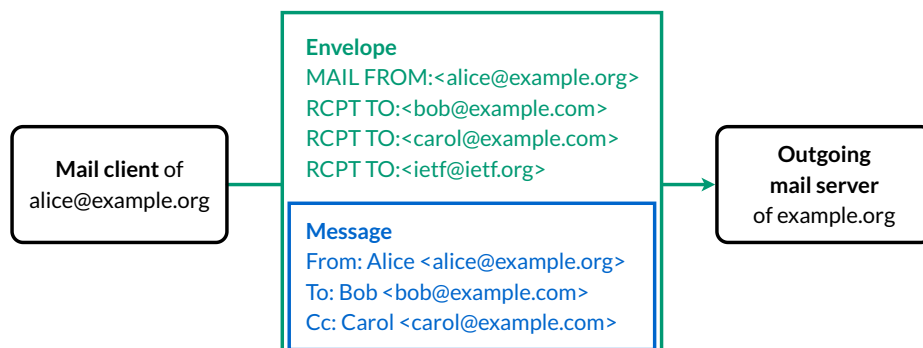 Mail client of
alice@example.org
Envelope
MAIL FROM:<alice@example.org>
RCPT TO:<bob@example.com>
RCPT TO:<carol@example.com>
RCPT TO:<ietf@ietf.org>
Message
From: Alice <alice@example.org>
To: Bob <bob@example.com>
Cc: Carol <carol@example.com>
Outgoing
mail server
of example.org